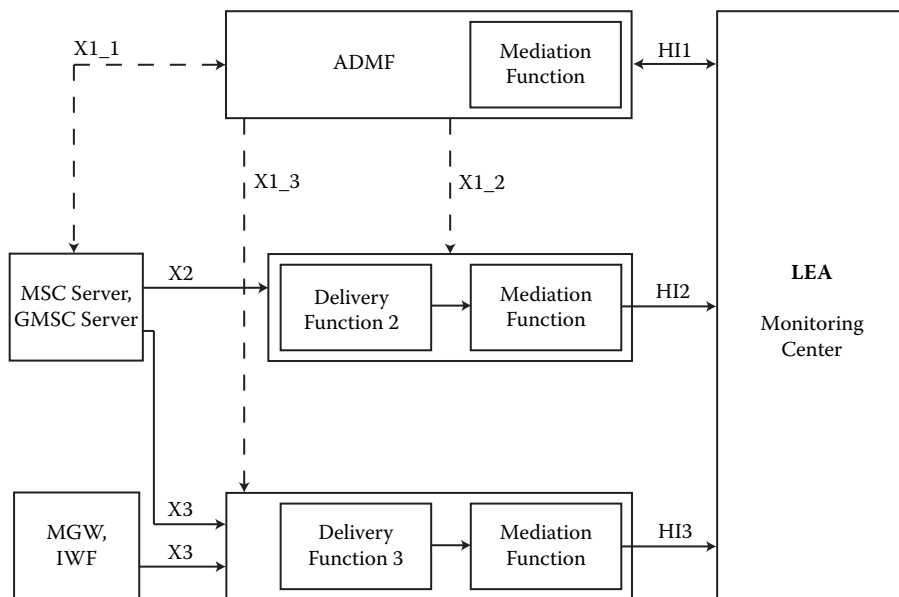 X1_1
ADMF
Mediation
Function
HI1
X1_3
X1_2
MSC Server,
GMSC Server
X2
Delivery
Function 2
Mediation
Function
HI2
LEA
Monitoring
Center
MGW,
IWF
X3
X3
Delivery
Function 3
Mediation
Function
HI3